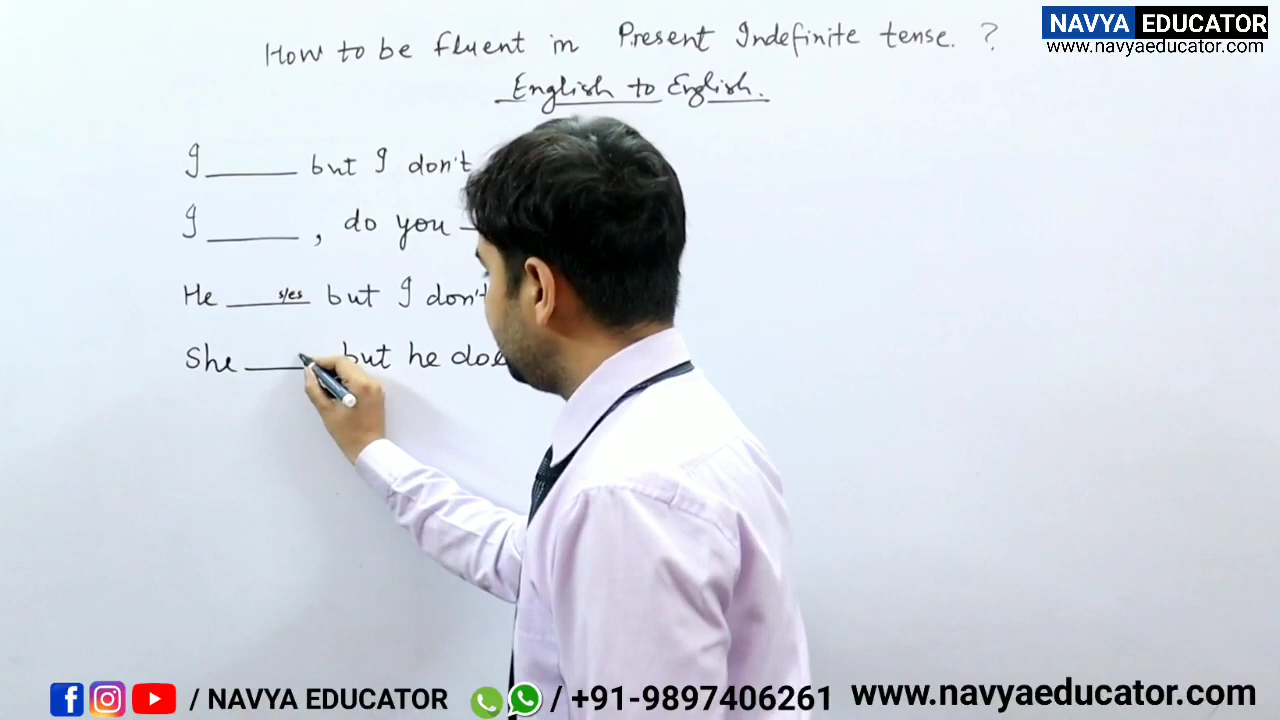 NAVYA EDUCATOR
www.navyaeducator.com
How to be fluent in Present Indefinite tense. ?
English to English.
I ______ but I don't
I ______ , do you
He ______ s/es but I don't
She ______ but he
/ NAVYA EDUCATOR / +91-9897406261 www.navyaeducator.com